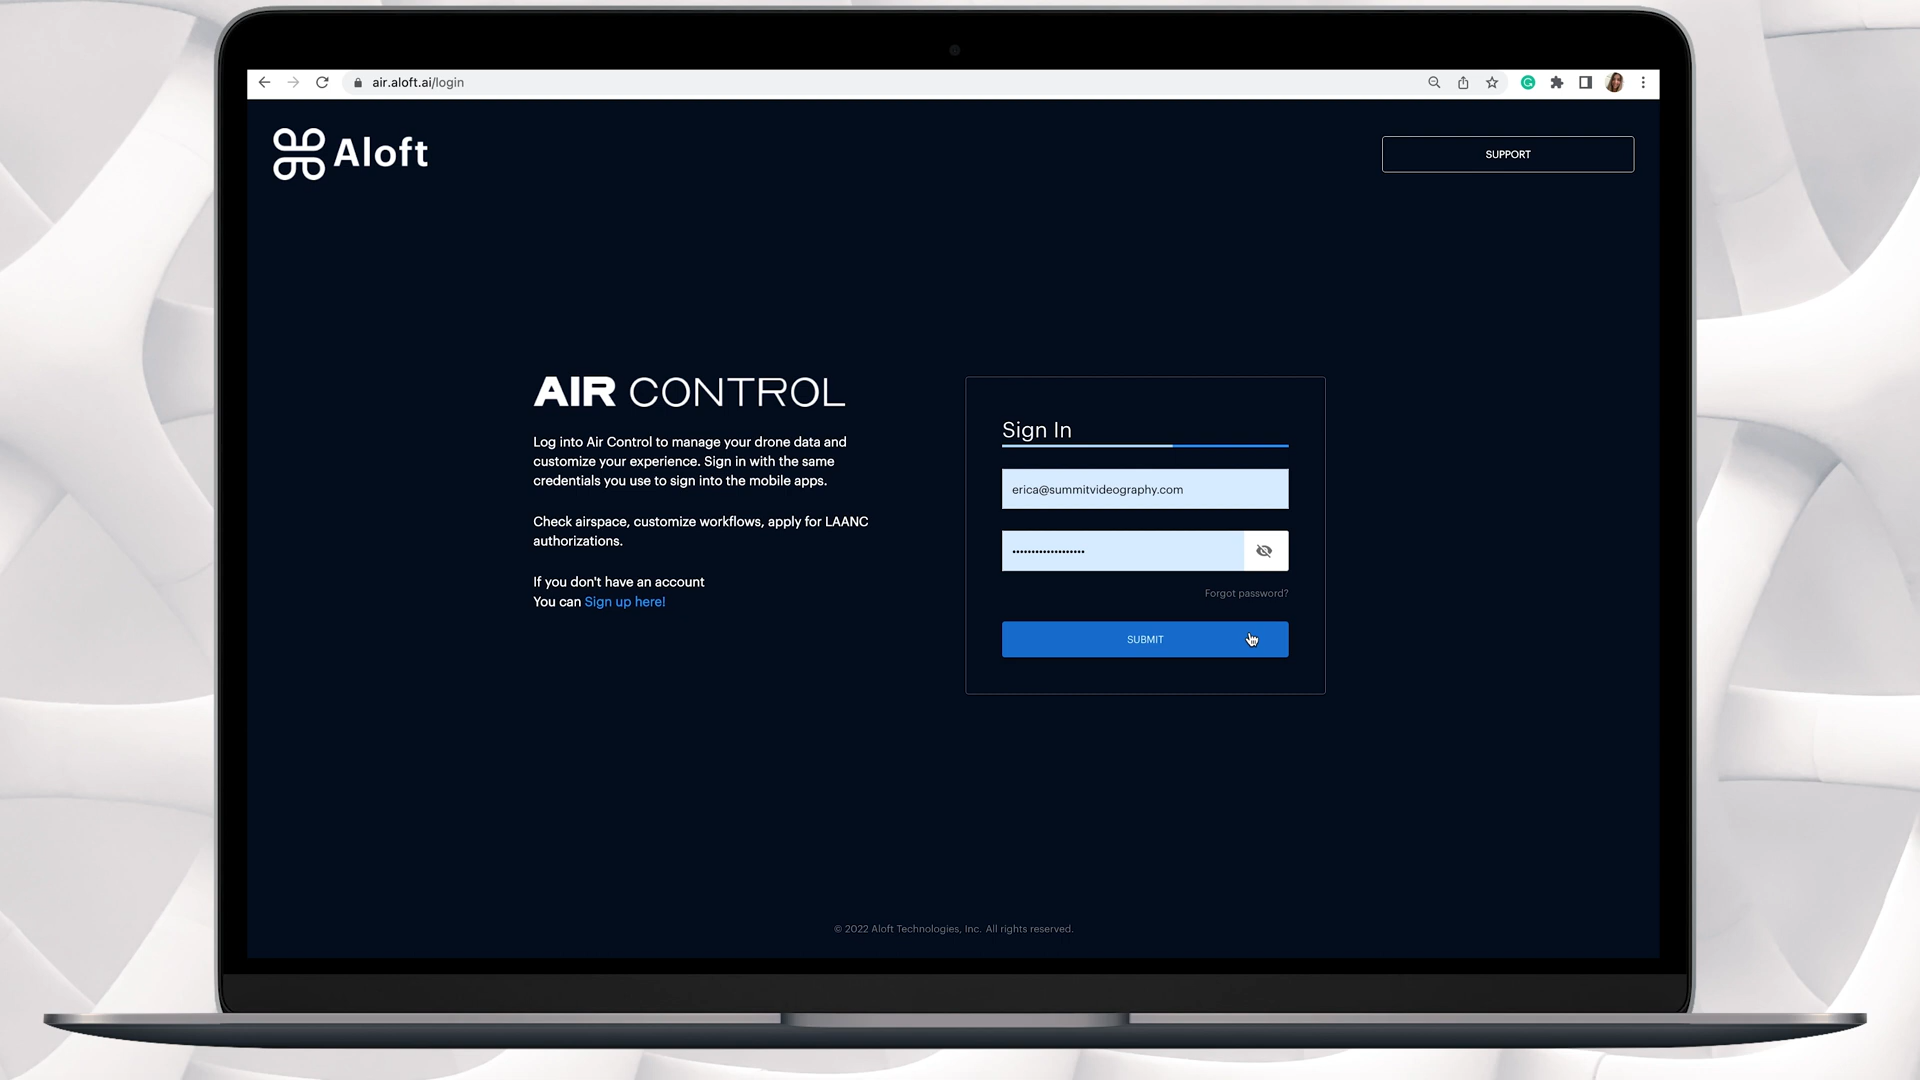 air.aloft.ai/login
Aloft
SUPPORT
AIR CONTROL
Log into Air Control to manage your drone data and
customize your experience. Sign in with the same
credentials you use to sign into the mobile apps.
Check airspace, customize workflows, apply for LAANC
authorizations.
If you don't have an account
You can Sign up here!
Sign In
erica@summitvideography.com
•••••••••••••••••••
Forgot password?
SUBMIT
© 2022 Aloft Technologies, Inc. All rights reserved.